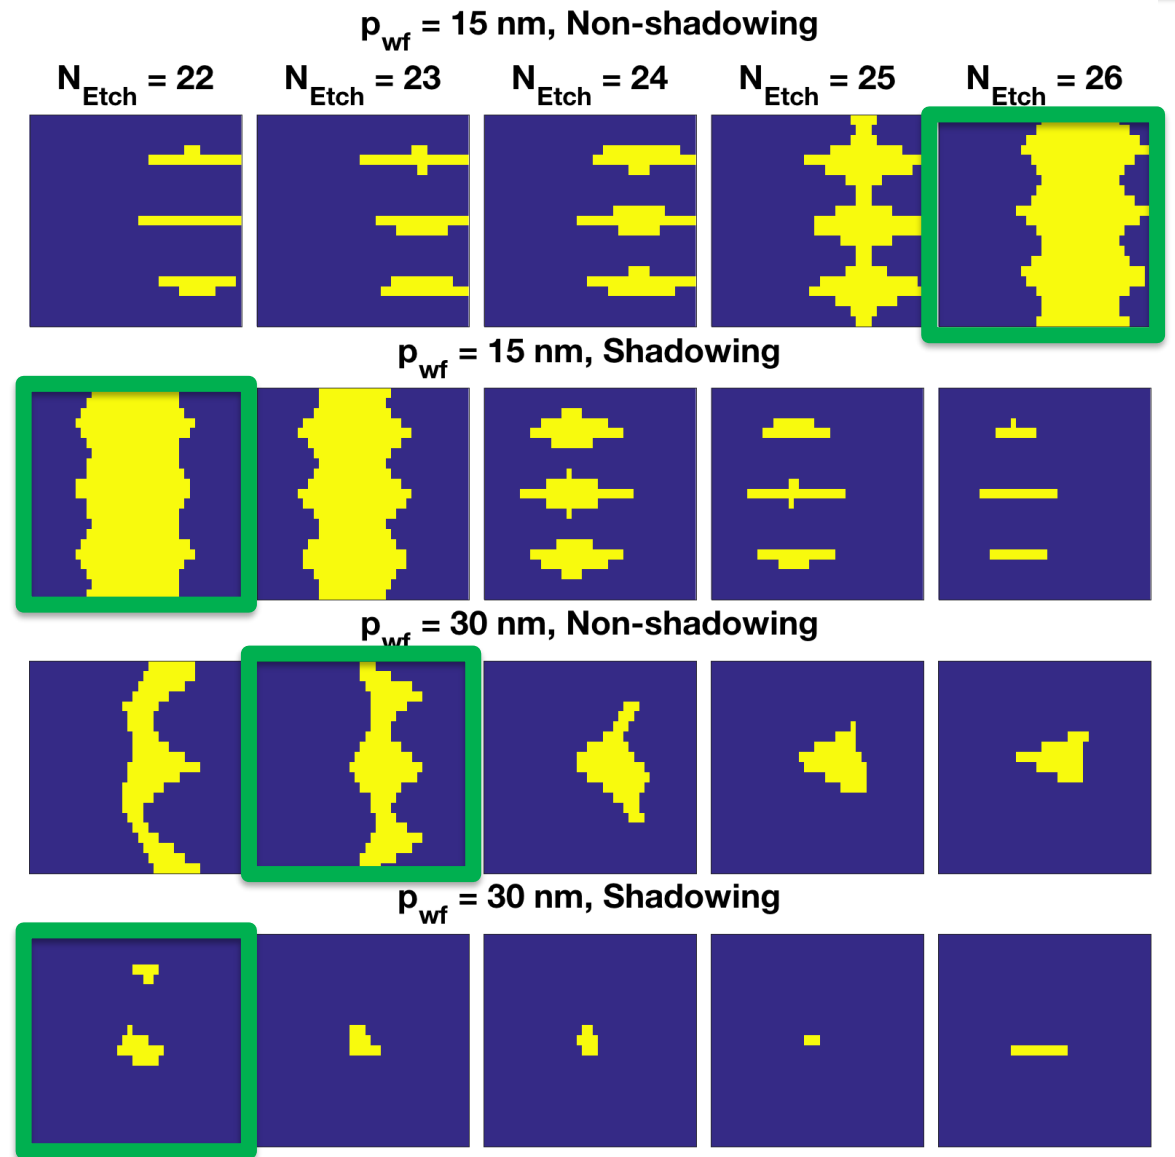 p_wf = 15 nm, Non-shadowing
N_Etch = 22 N_Etch = 23 N_Etch = 24 N_Etch = 25 N_Etch = 26
p_wf = 15 nm, Shadowing
p_wf = 30 nm, Non-shadowing
p_wf = 30 nm, Shadowing